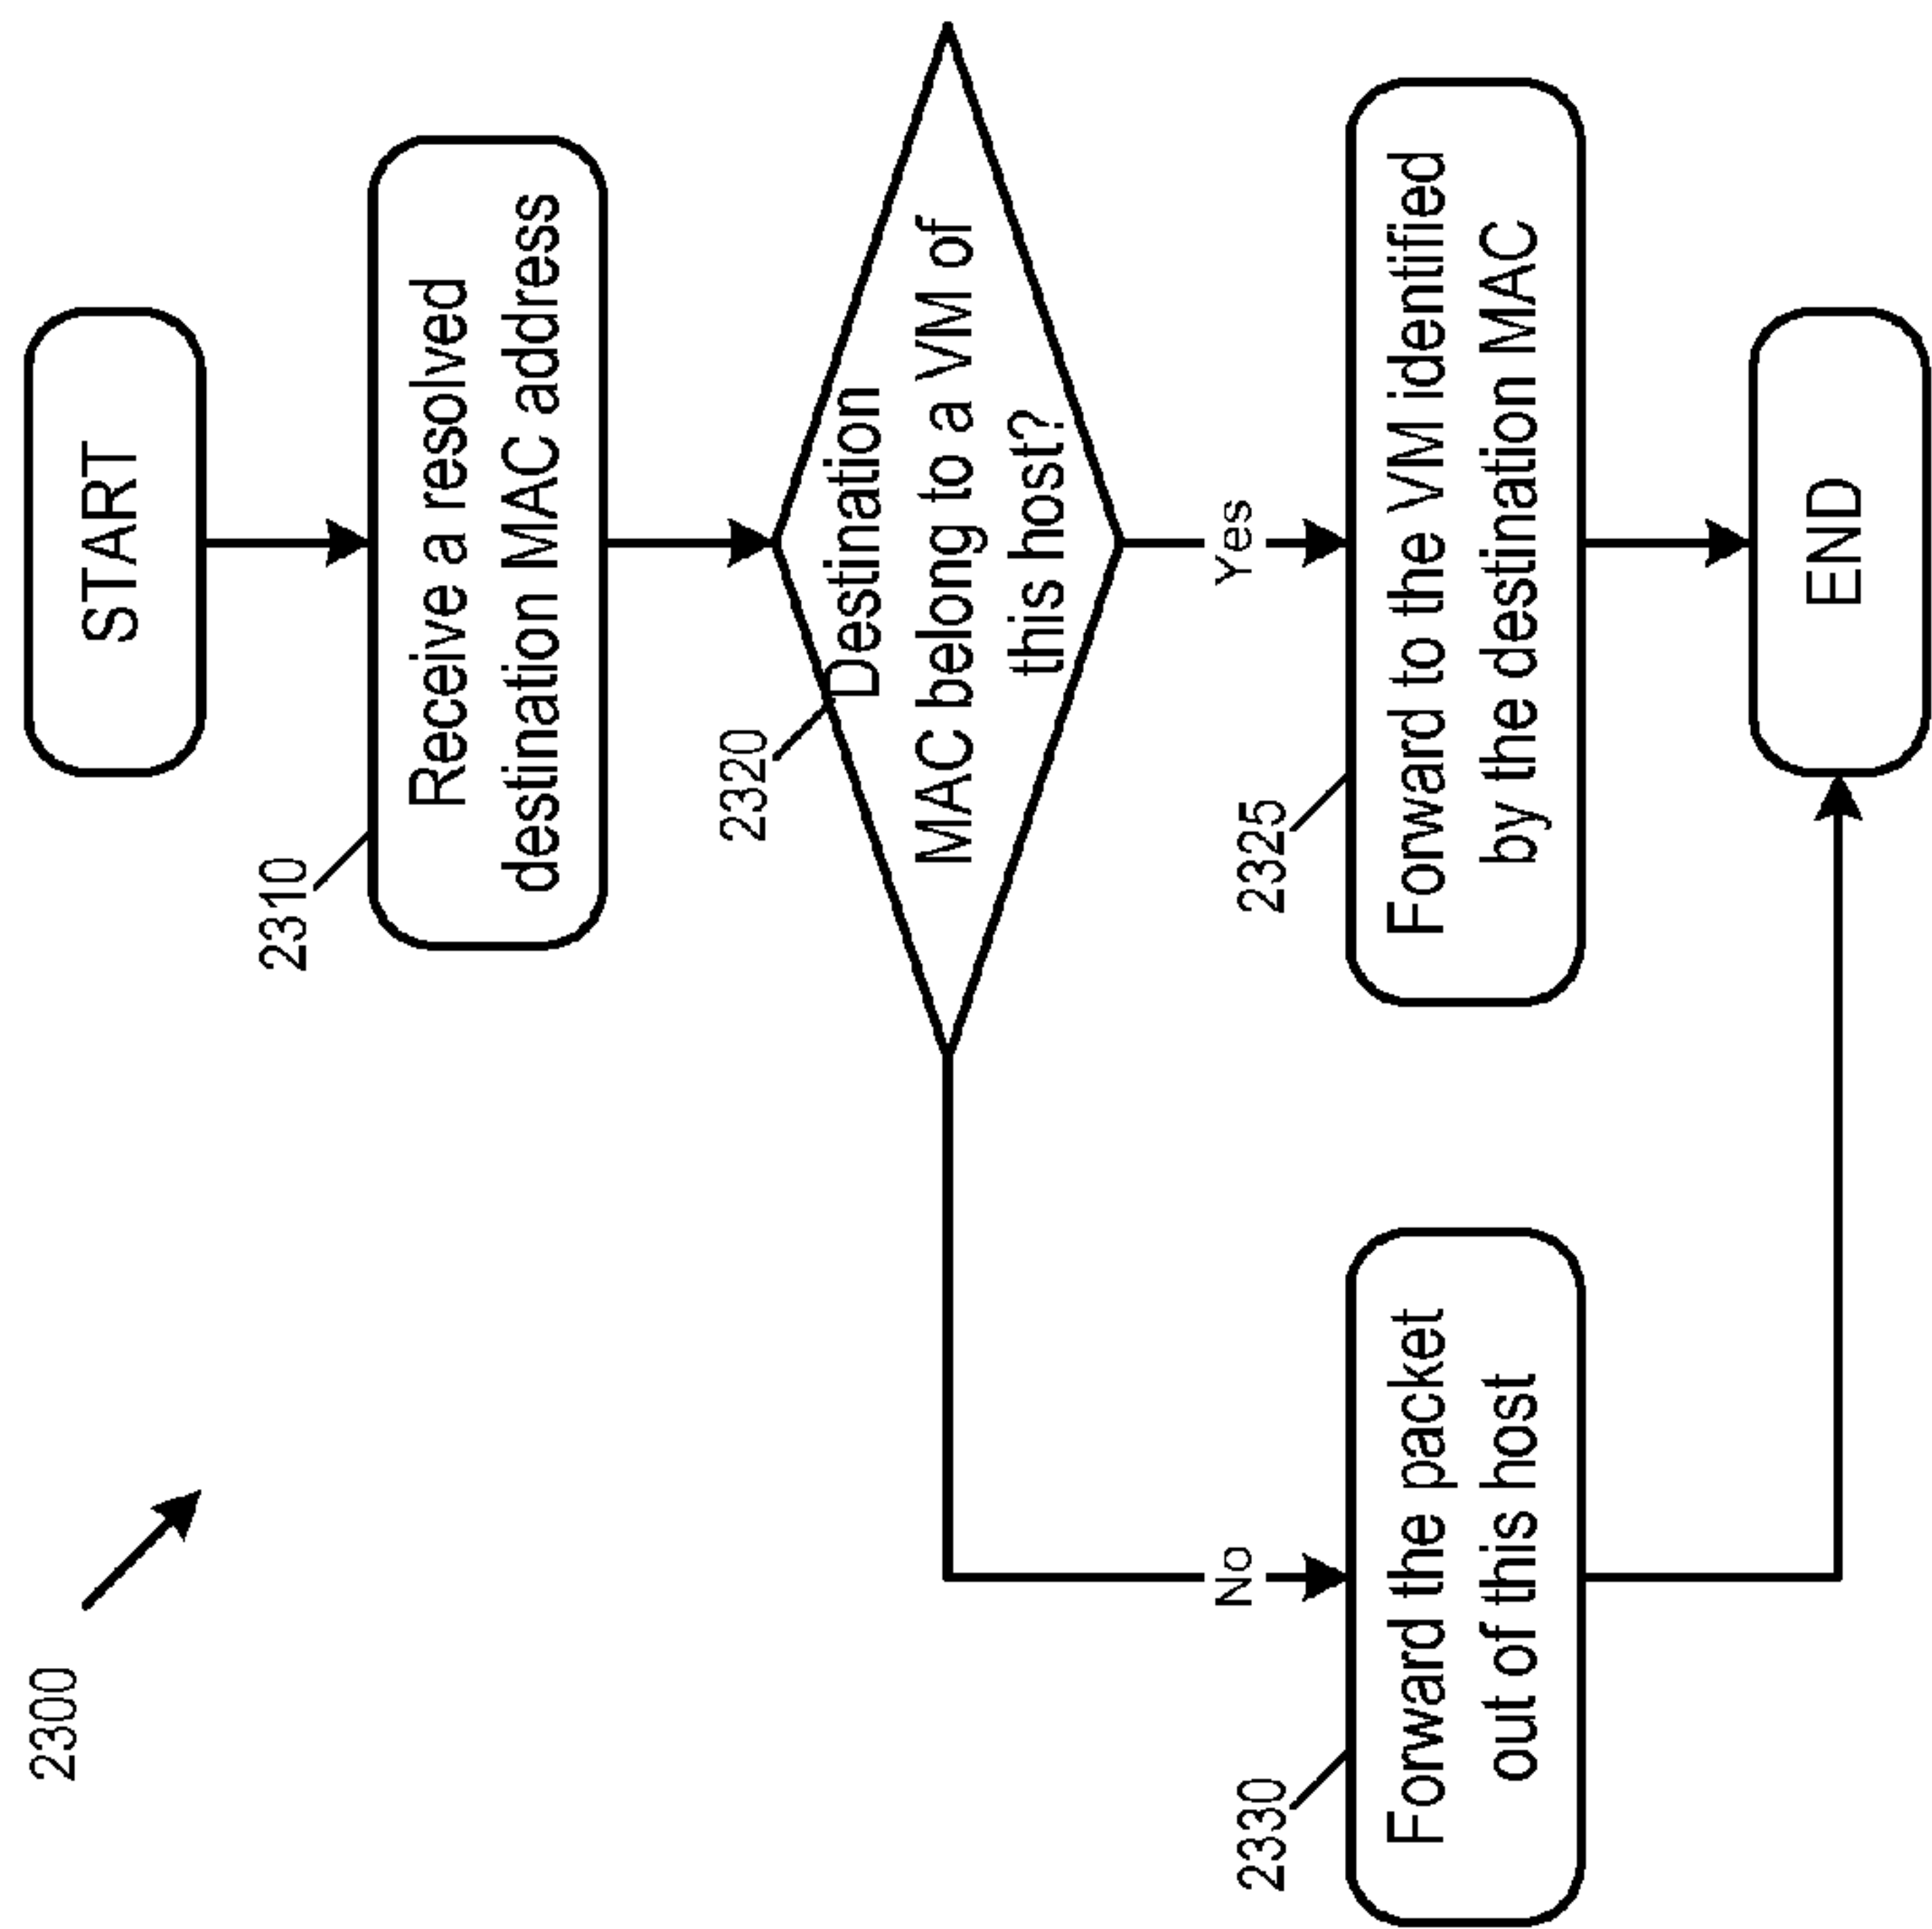 2300
START
2310
Receive a resolved
destination MAC address
2320
Destination
MAC belong to a VM of
this host?
No
Yes
2330
Forward the packet
out of this host
2325
Forward to the VM identified
by the destination MAC
END